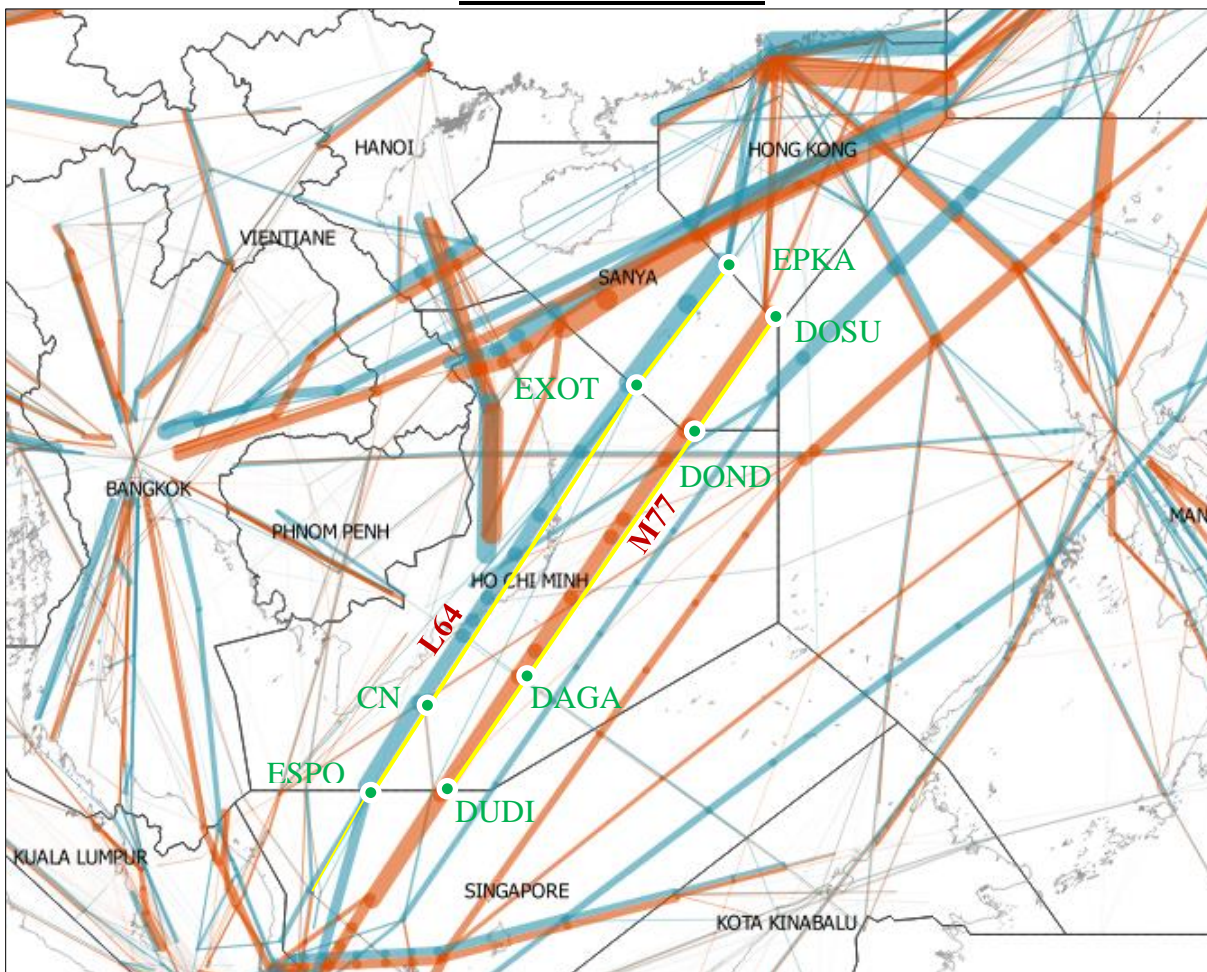 HANOI
HONG KONG
VIENTIANE
EPKA
SANYA
DOSU
EXOT
DOND
BANGKOK
MAN
PHNOM PENH
M77
HO CHI MINH
L64
CN
DAGA
ESPO
DUDI
KUALA LUMPUR
SINGAPORE
KOTA KINABALU